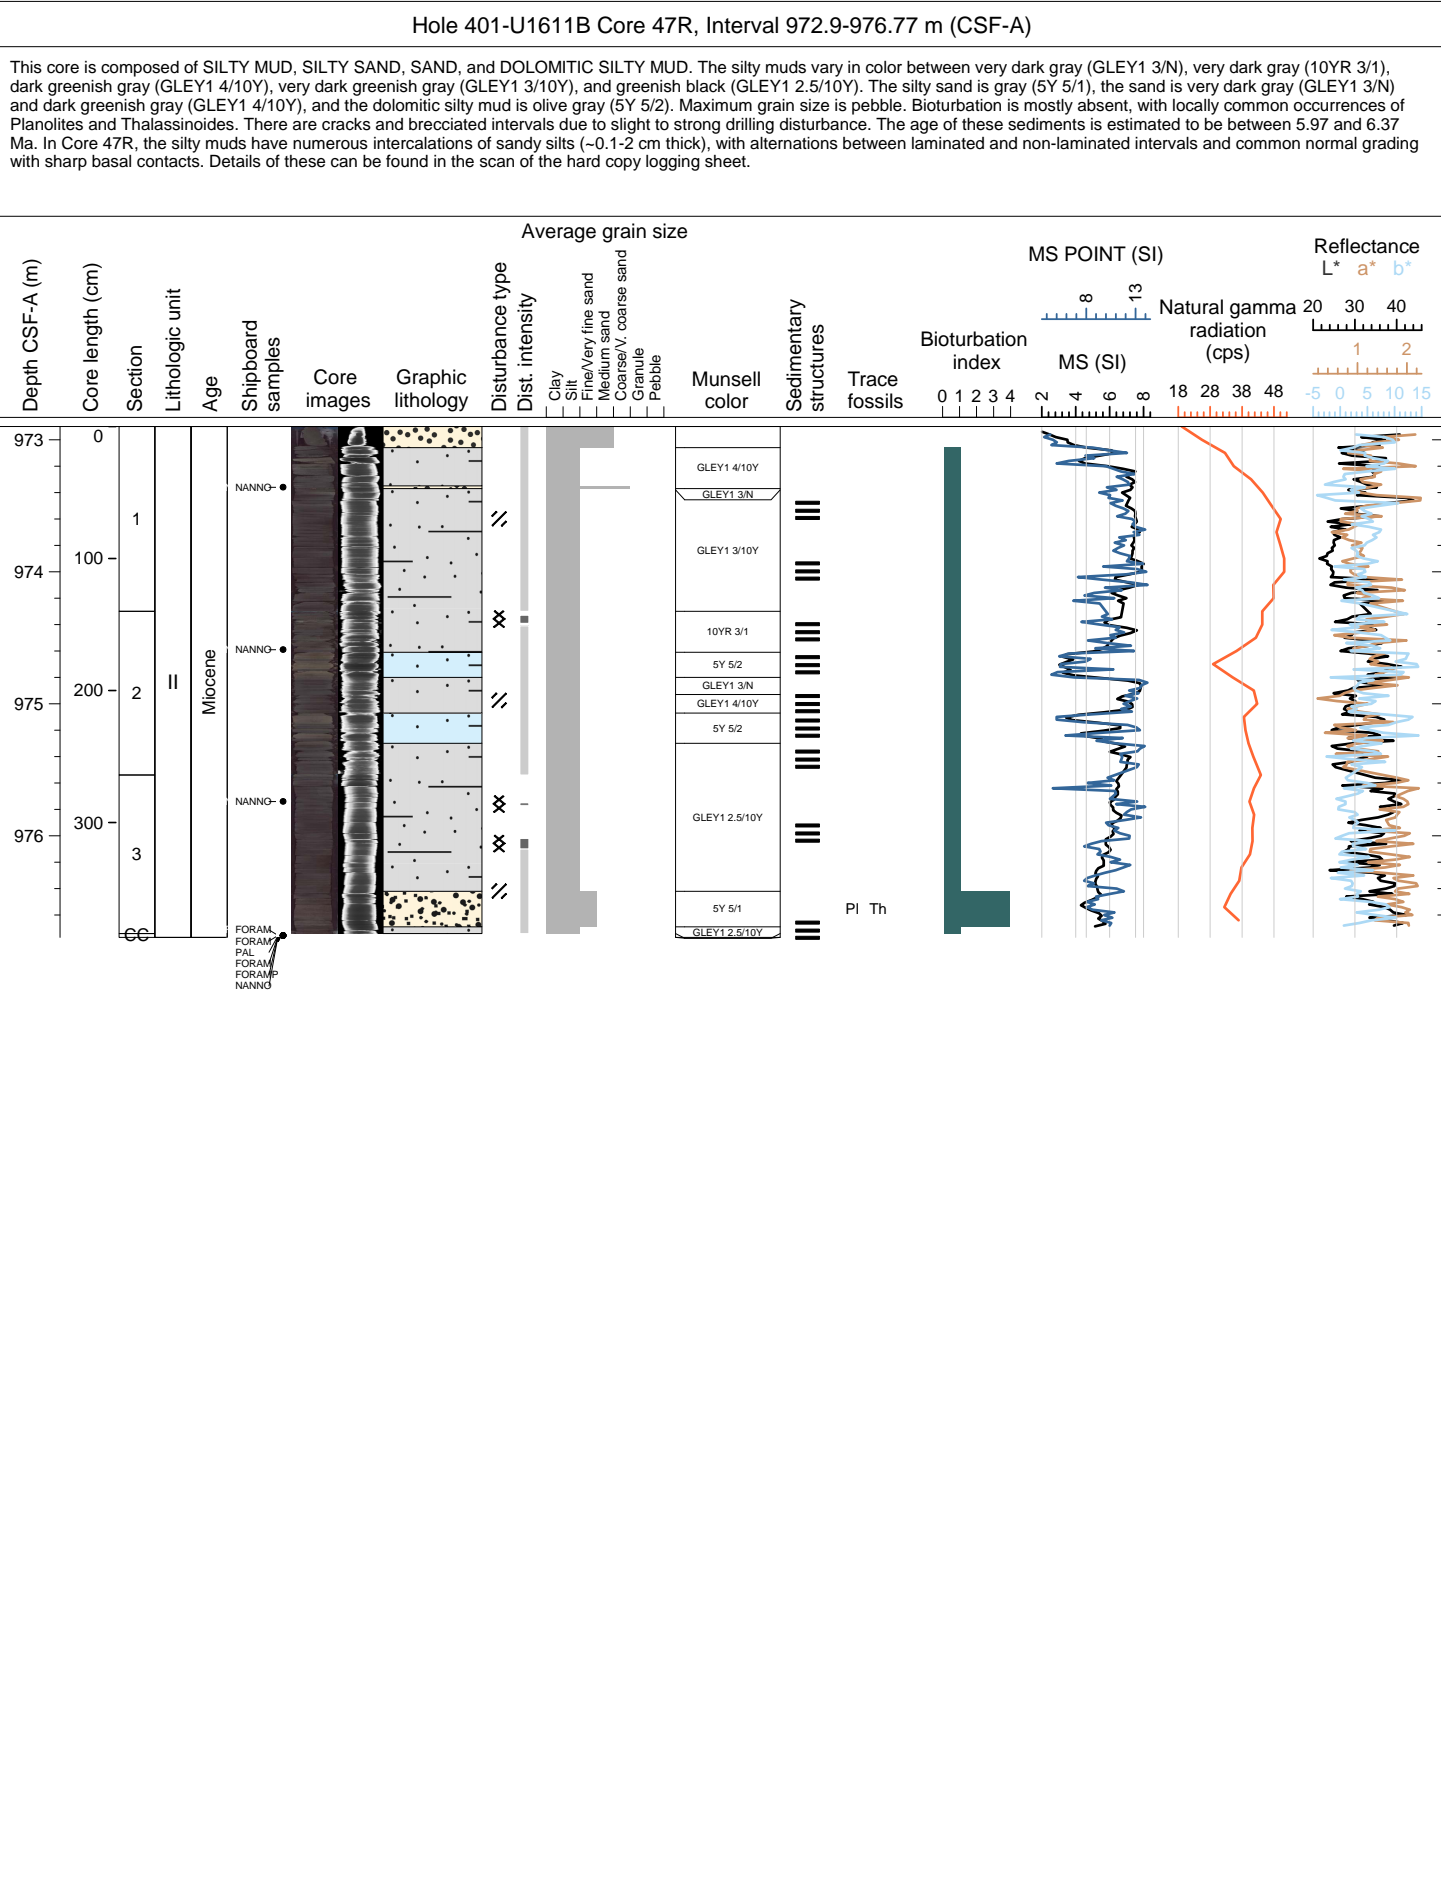 Hole 401-U1611B Core 47R, Interval 972.9-976.77 m (CSF-A)
This core is composed of SILTY MUD, SILTY SAND, SAND, and DOLOMITIC SILTY MUD. The silty muds vary in color between very dark gray (GLEY1 3/N), very dark gray (10YR 3/1),
dark greenish gray (GLEY1 4/10Y), very dark greenish gray (GLEY1 3/10Y), and greenish black (GLEY1 2.5/10Y). The silty sand is gray (5Y 5/1), the sand is very dark gray (GLEY1 3/N)
and dark greenish gray (GLEY1 4/10Y), and the dolomitic silty mud is olive gray (5Y 5/2). Maximum grain size is pebble. Bioturbation is mostly absent, with locally common occurrences of
Planolites and Thalassinoides. There are cracks and brecciated intervals due to slight to strong drilling disturbance. The age of these sediments is estimated to be between 5.97 and 6.37
Ma. In Core 47R, the silty muds have numerous intercalations of sandy silts (~0.1-2 cm thick), with alternations between laminated and non-laminated intervals and common normal grading
with sharp basal contacts. Details of these can be found in the scan of the hard copy logging sheet.
Depth CSF-A (m)
Core length (cm)
Section
Lithologic unit
Age
Shipboard
samples
Core
images
Graphic
lithology
Disturbance type
Dist. intensity
Average grain size
Clay
Silt
Fine/Very fine sand
Medium sand
Coarse/V. coarse sand
Granule
Pebble
Munsell
color
Sedimentary
structures
Trace
fossils
Bioturbation
index
0 1 2 3 4
MS POINT (SI)
8 13
MS (SI)
2 4 6 8
Natural gamma
radiation
(cps)
18 28 38 48
Reflectance
L* a* b*
20 30 40
1 2
-5 0 5 10 15
973
974
975
976
0
100
200
300
1
2
3
CC
II
Miocene
NANNO
NANNO
NANNO
FORAM
FORAM
PAL
FORAM
FORAMP
NANNO
GLEY1 4/10Y
GLEY1 3/N
GLEY1 3/10Y
10YR 3/1
5Y 5/2
GLEY1 3/N
GLEY1 4/10Y
5Y 5/2
GLEY1 2.5/10Y
5Y 5/1
GLEY1 2.5/10Y
Pl Th